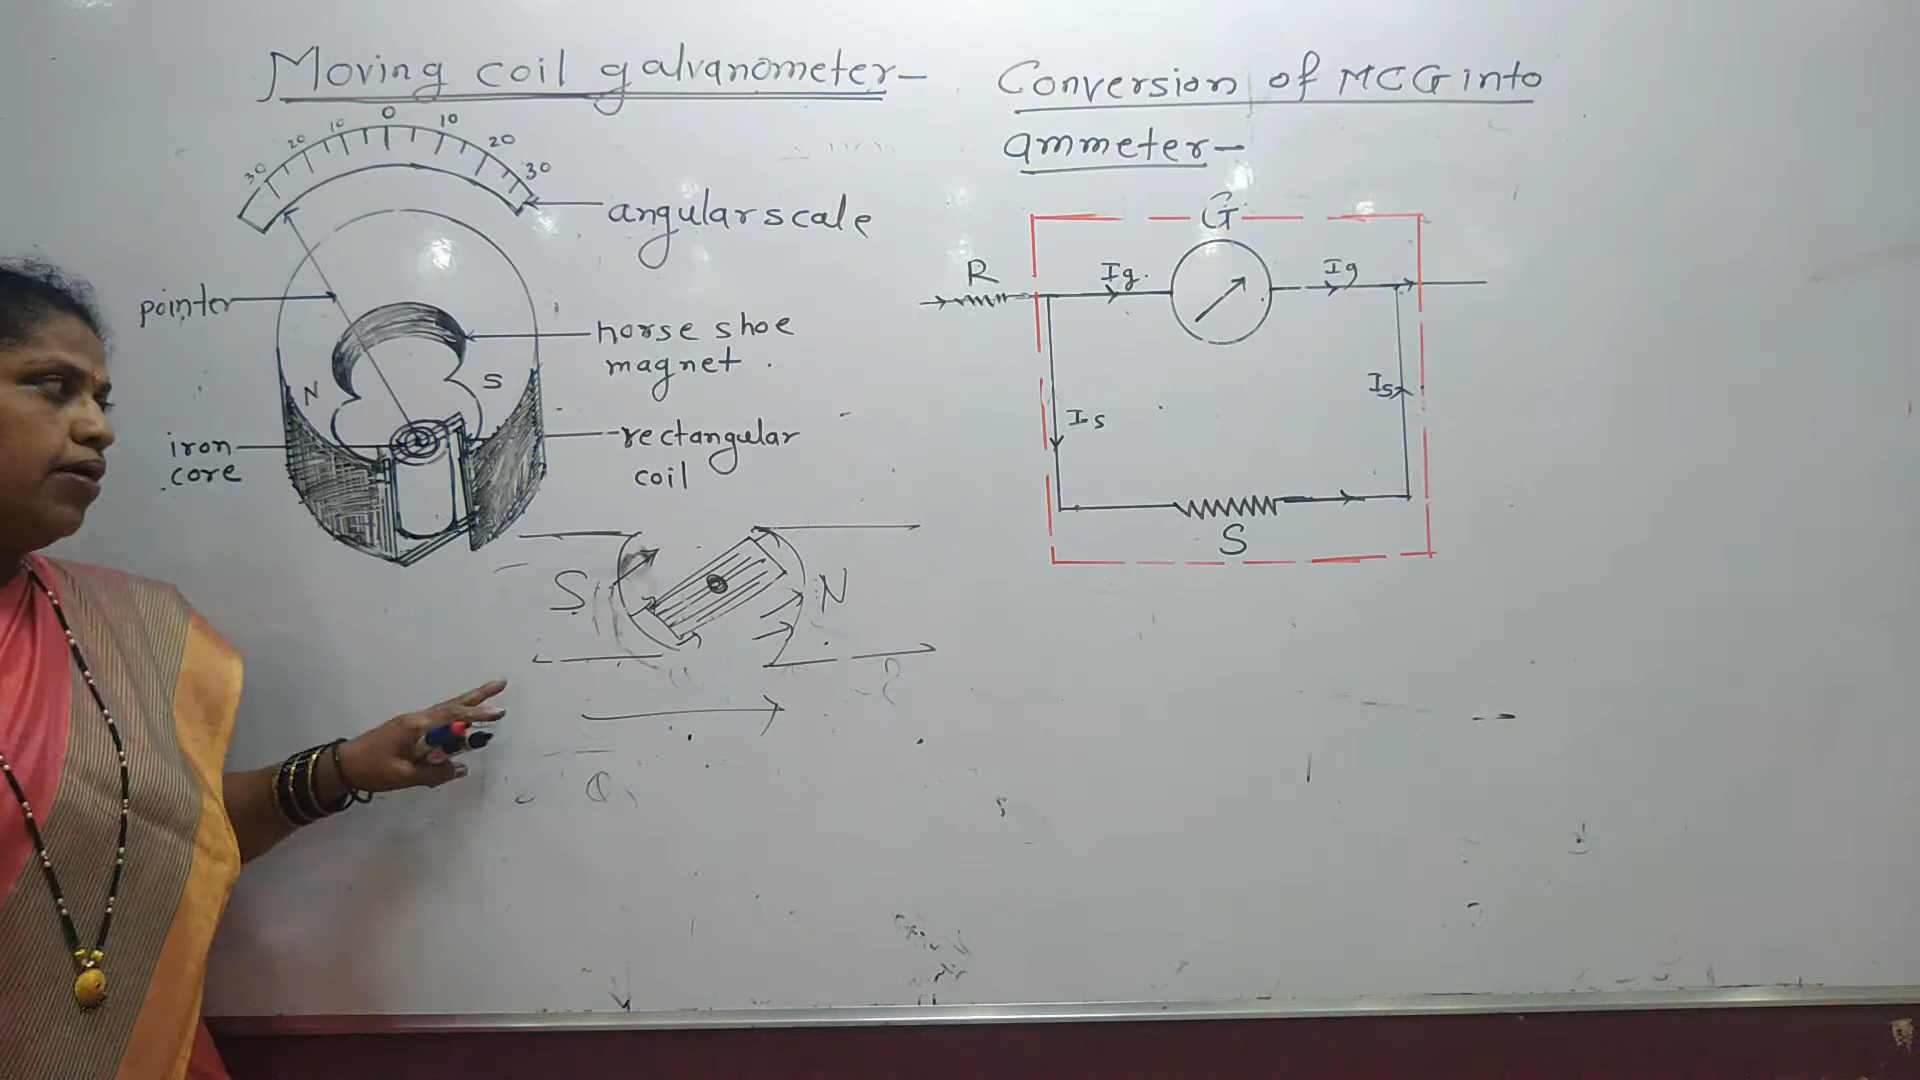 Moving coil galvanometer-
30 20 10 0 10 20 30
angular scale
pointer
horse shoe
magnet.
N S
iron
core
rectangular
coil
S N
Conversion of MCG into
ammeter-
G
R Ig. Ig
Is Is
S